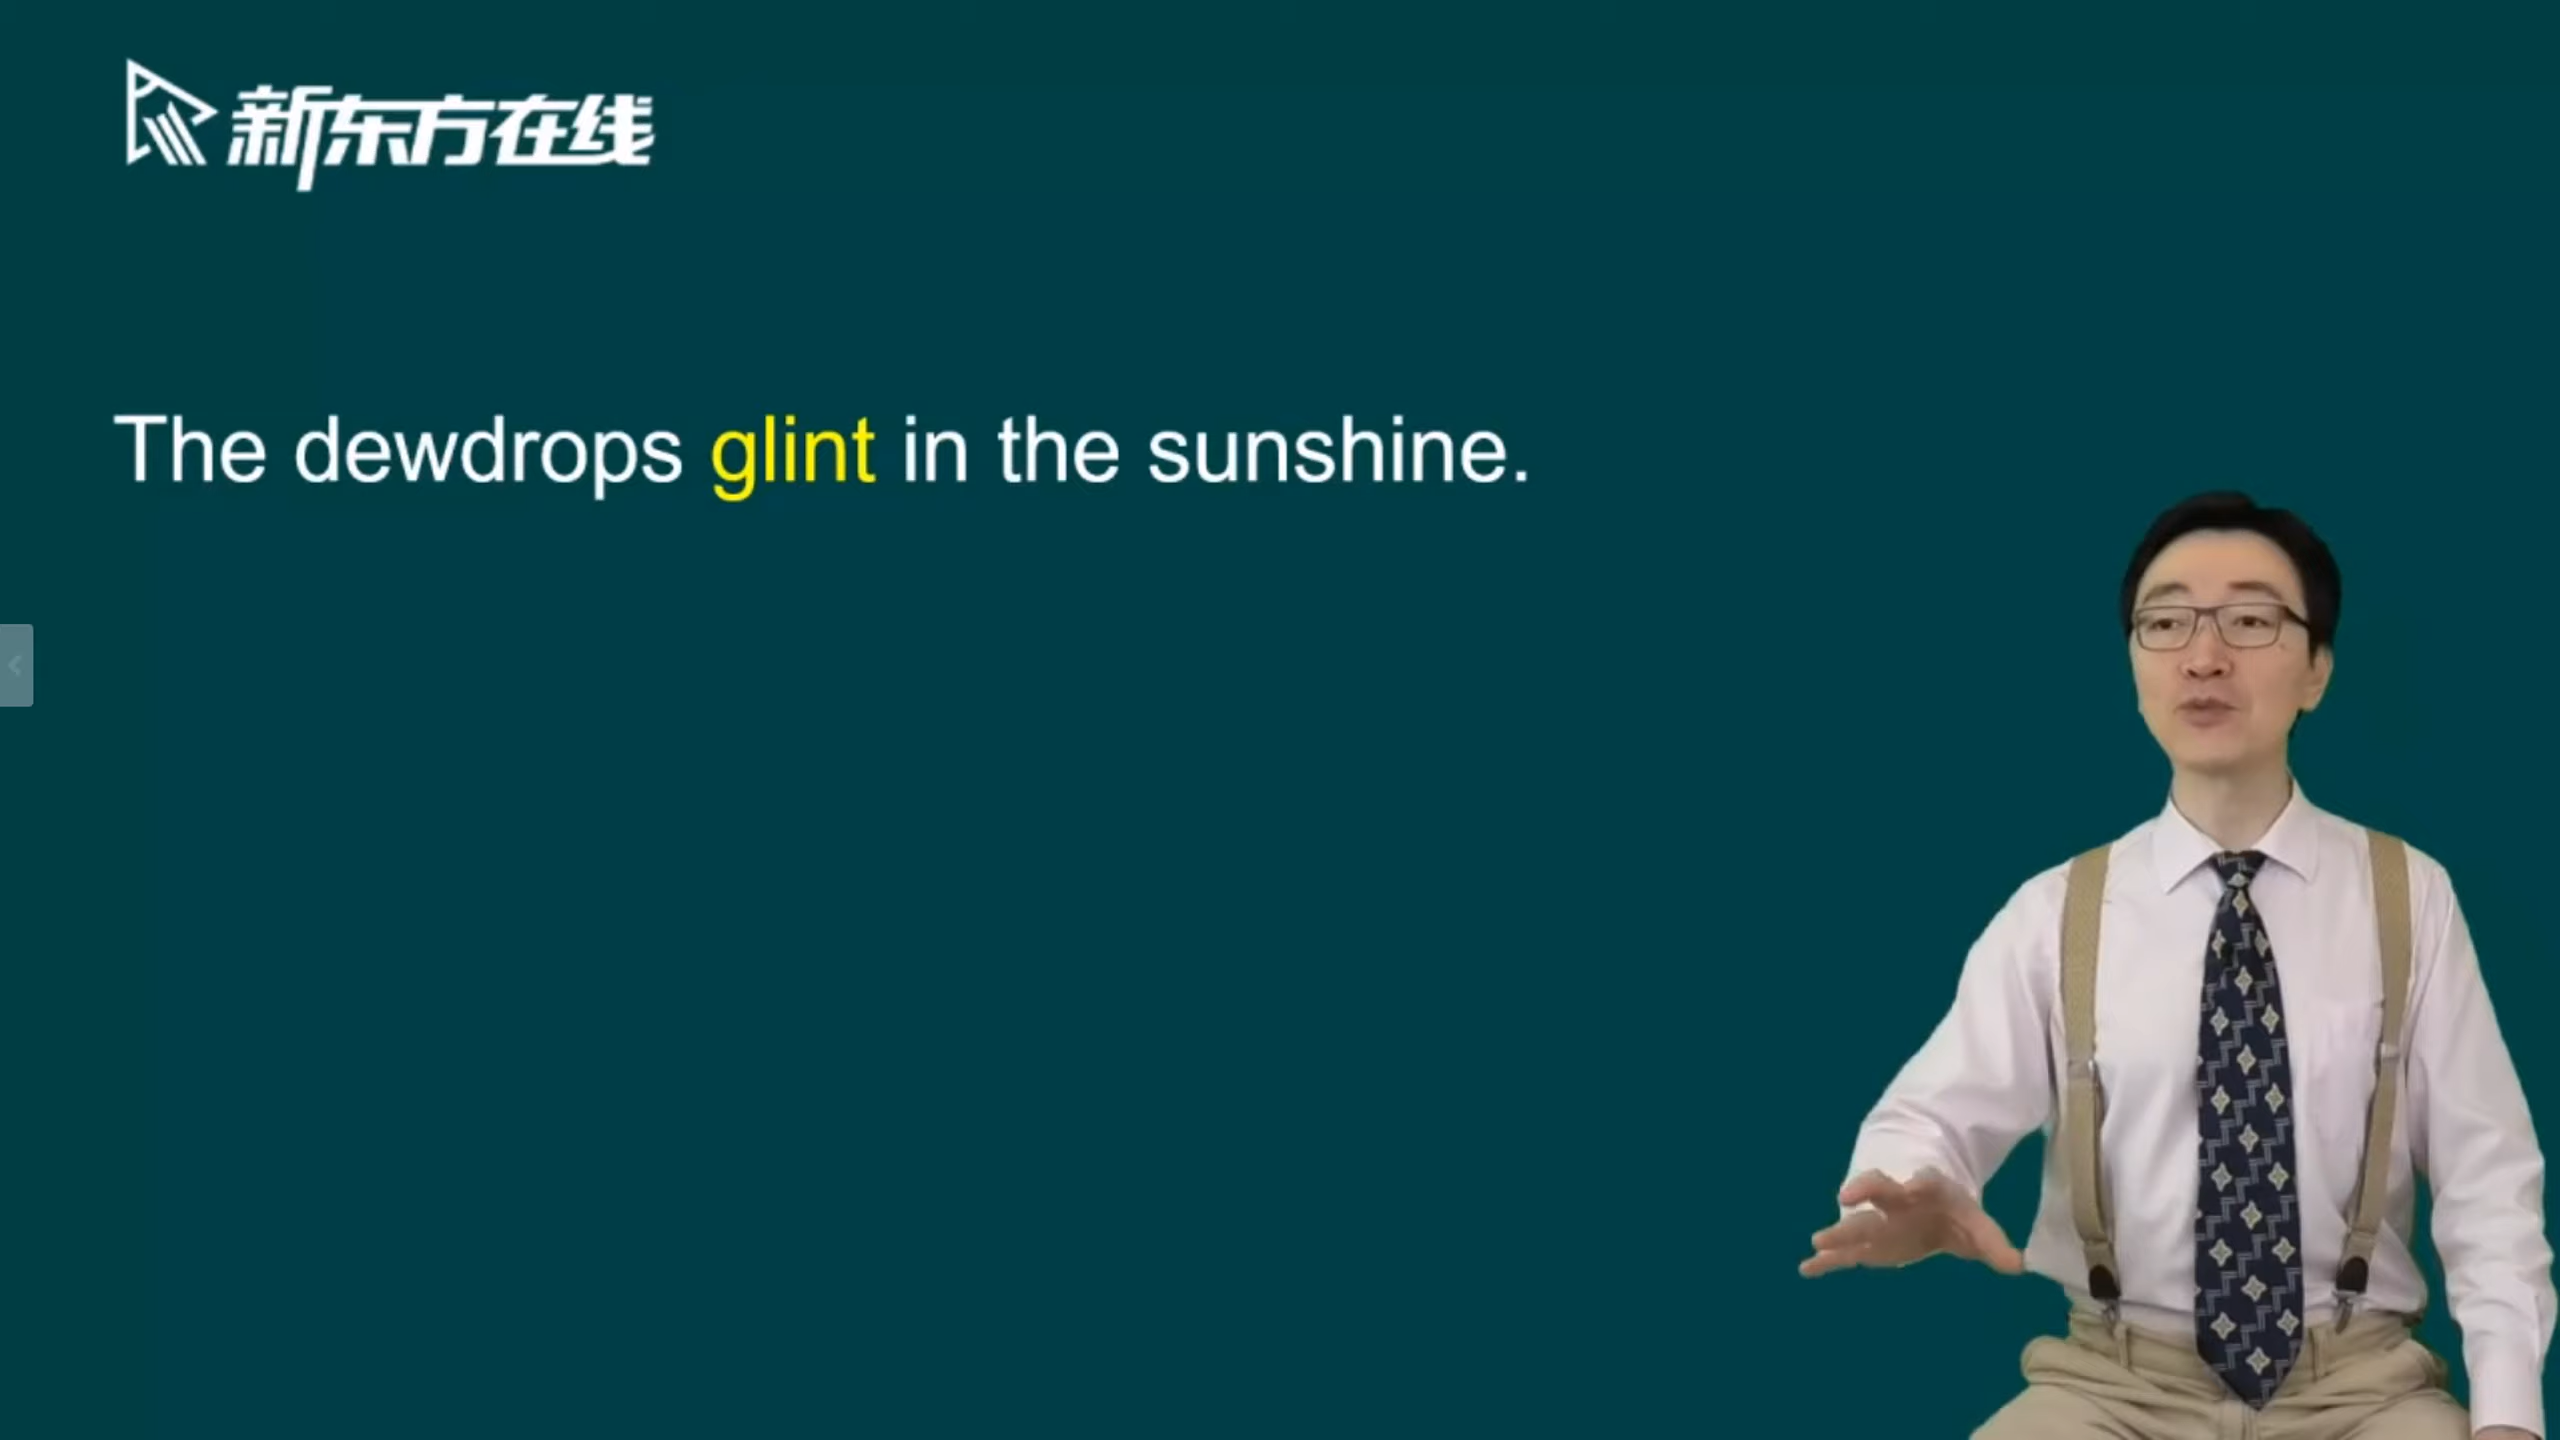 新东方在线
The dewdrops glint in the sunshine.